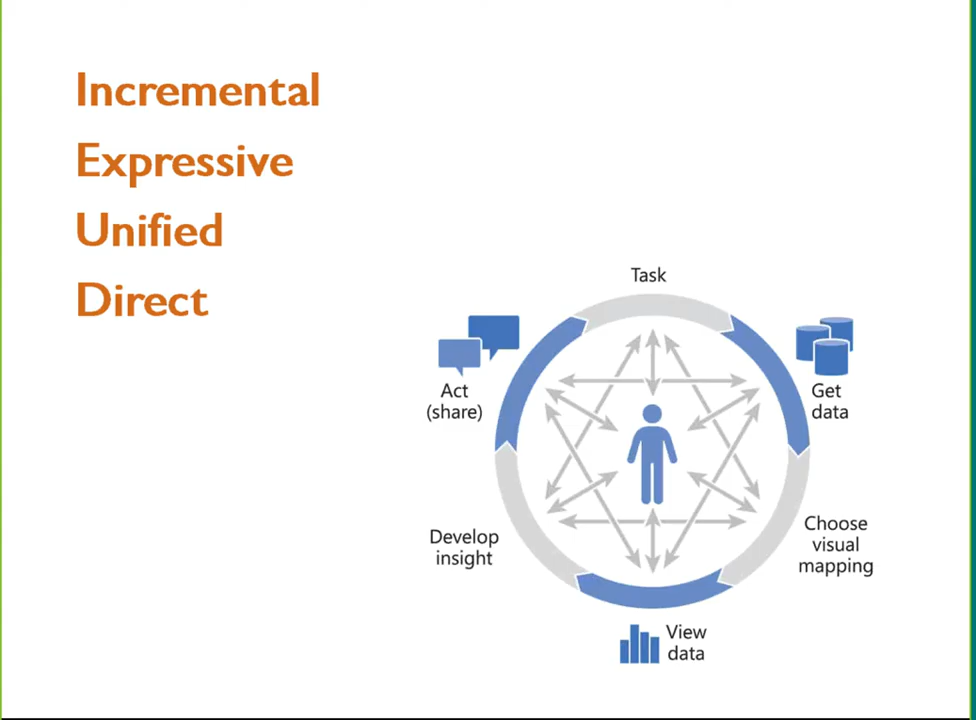 Incremental
Expressive
Unified
Direct
Task
Get
data
Choose
visual
mapping
View
data
Develop
insight
Act
(share)